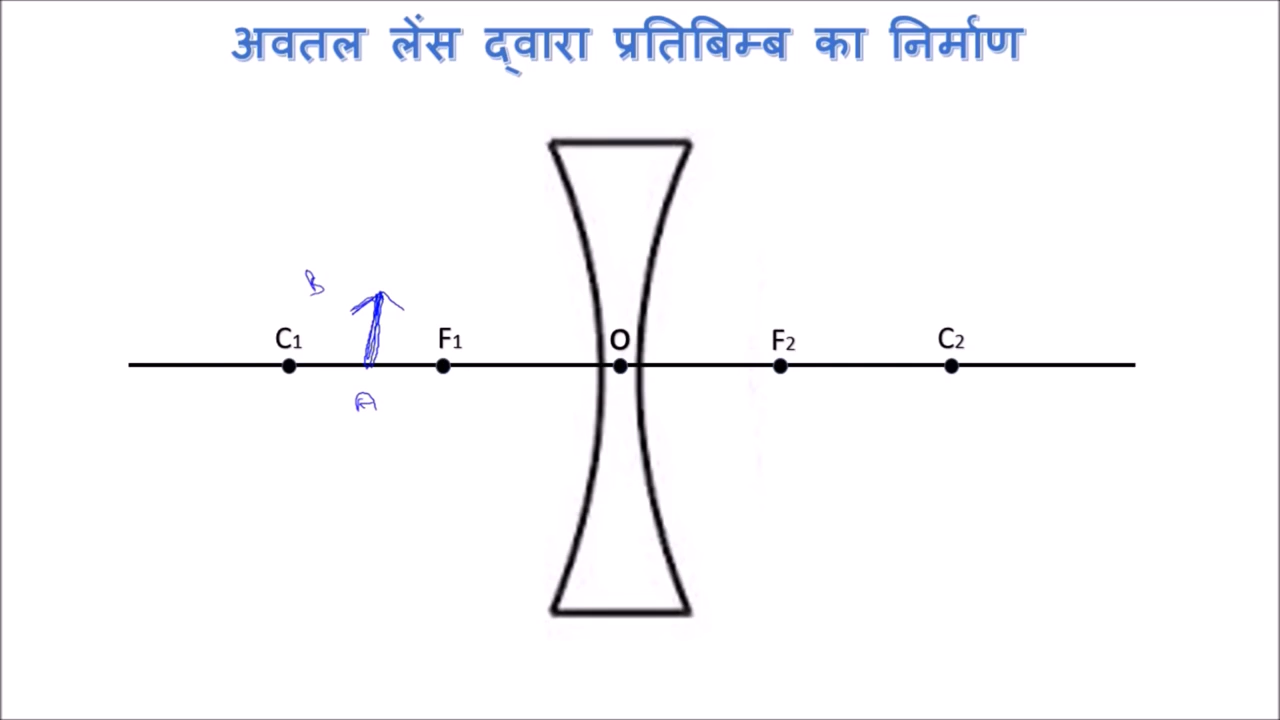 अवतल लेंस द्वारा प्रतिबिम्ब का निर्माण
B
C1 F1 O F2 C2
A